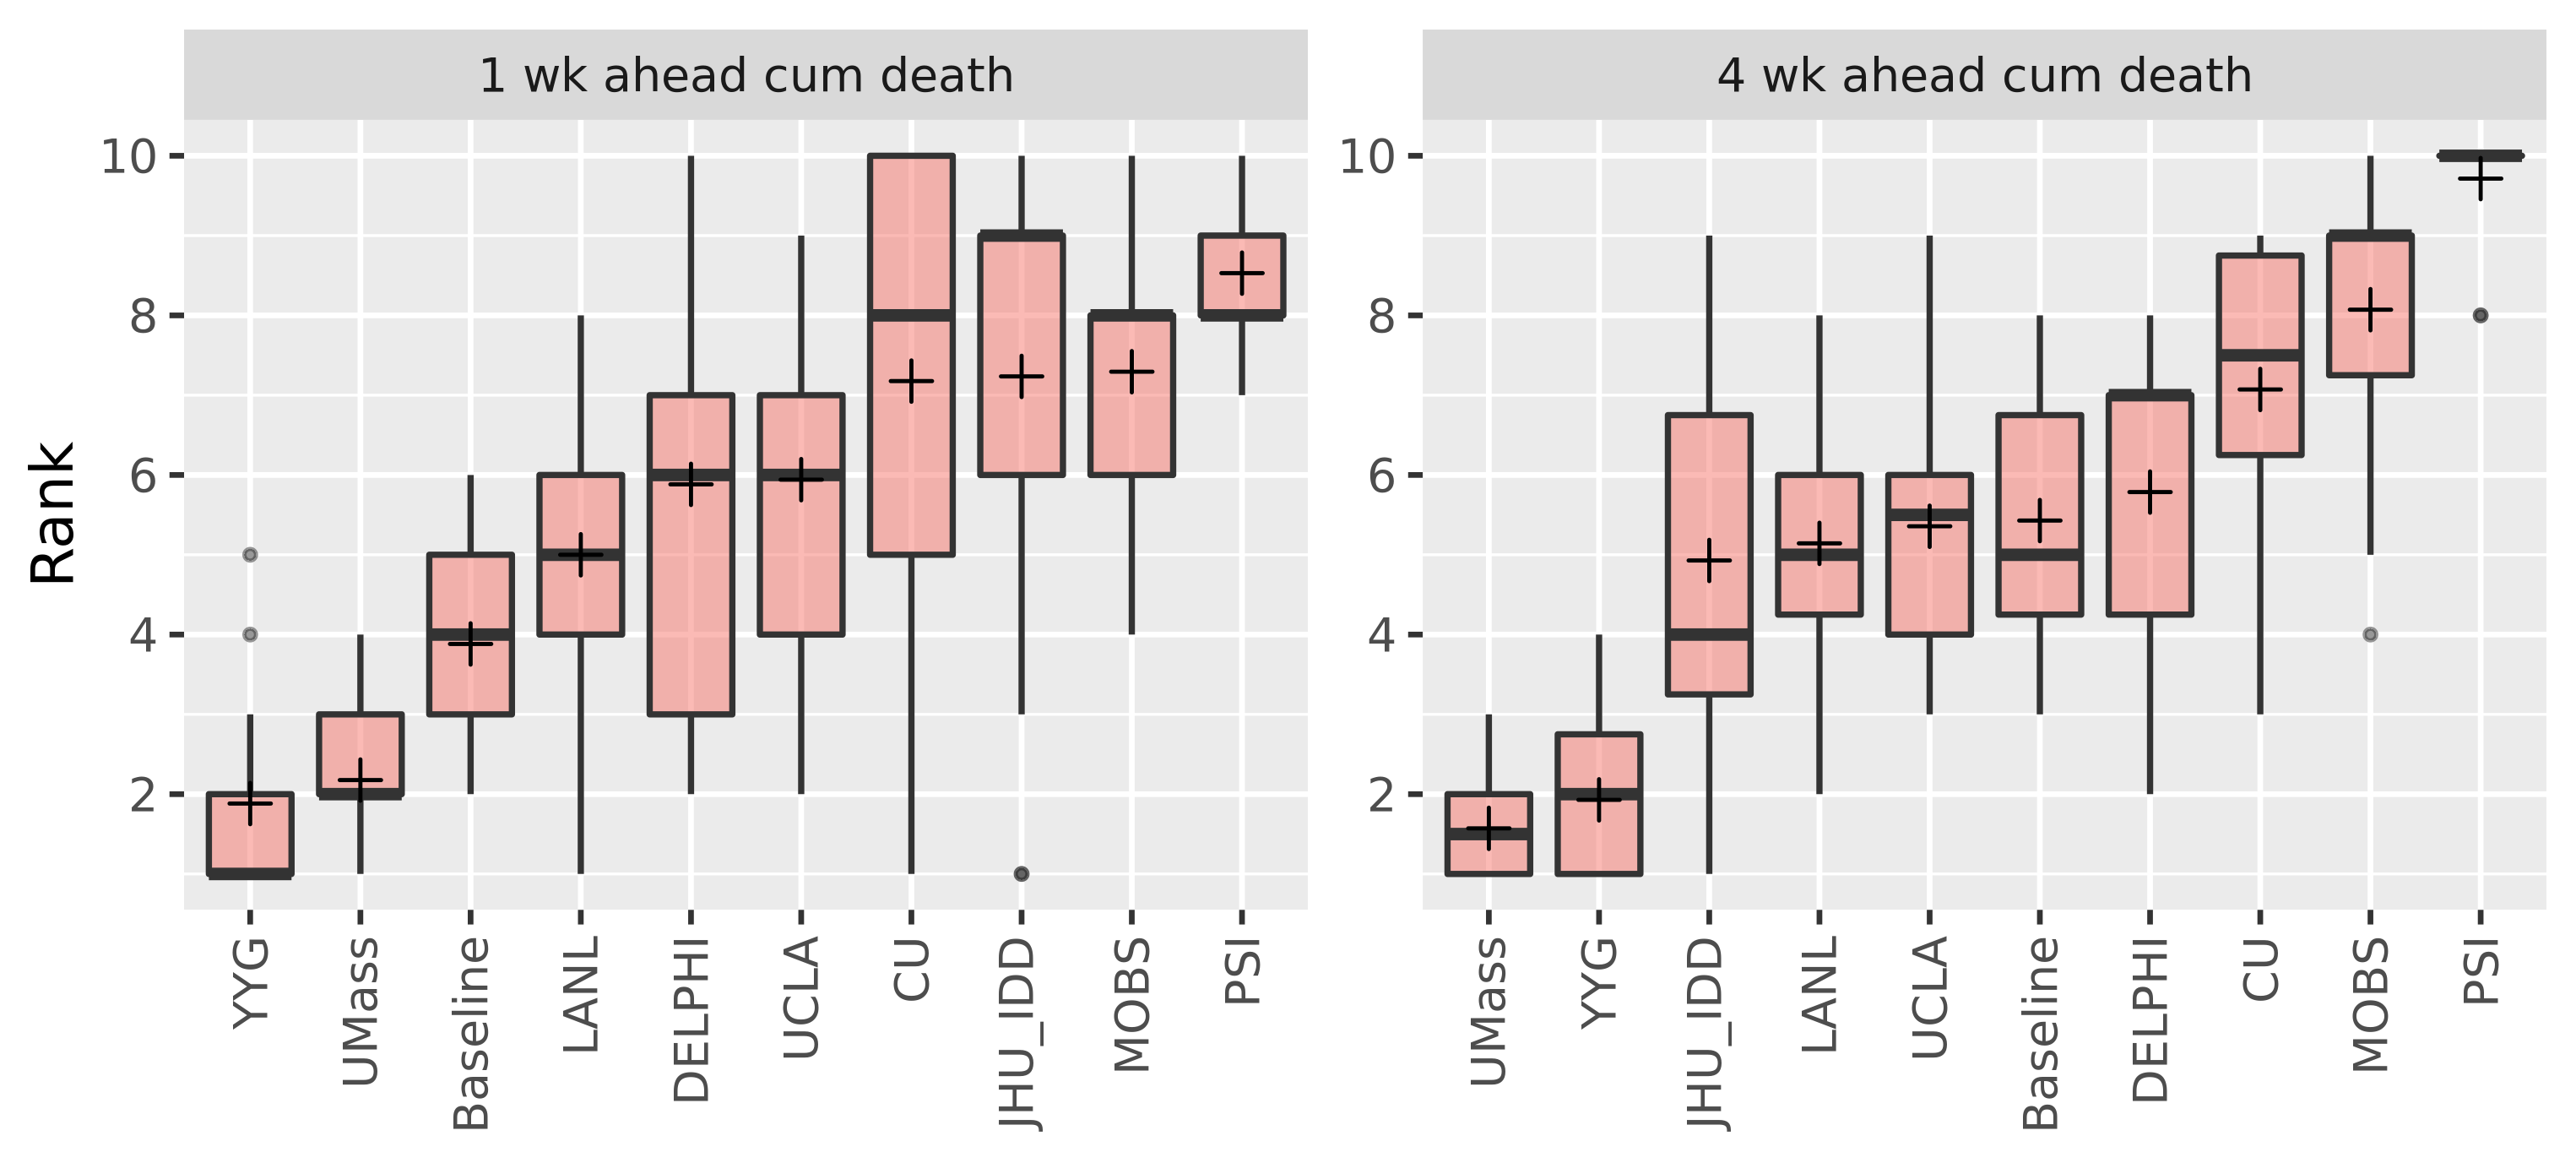 1 wk ahead cum death
4 wk ahead cum death
Rank
10
8
6
4
2
10
8
6
4
2
YYG
UMass
Baseline
LANL
DELPHI
UCLA
CU
JHU_IDD
MOBS
PSI
UMass
YYG
JHU_IDD
LANL
UCLA
Baseline
DELPHI
CU
MOBS
PSI